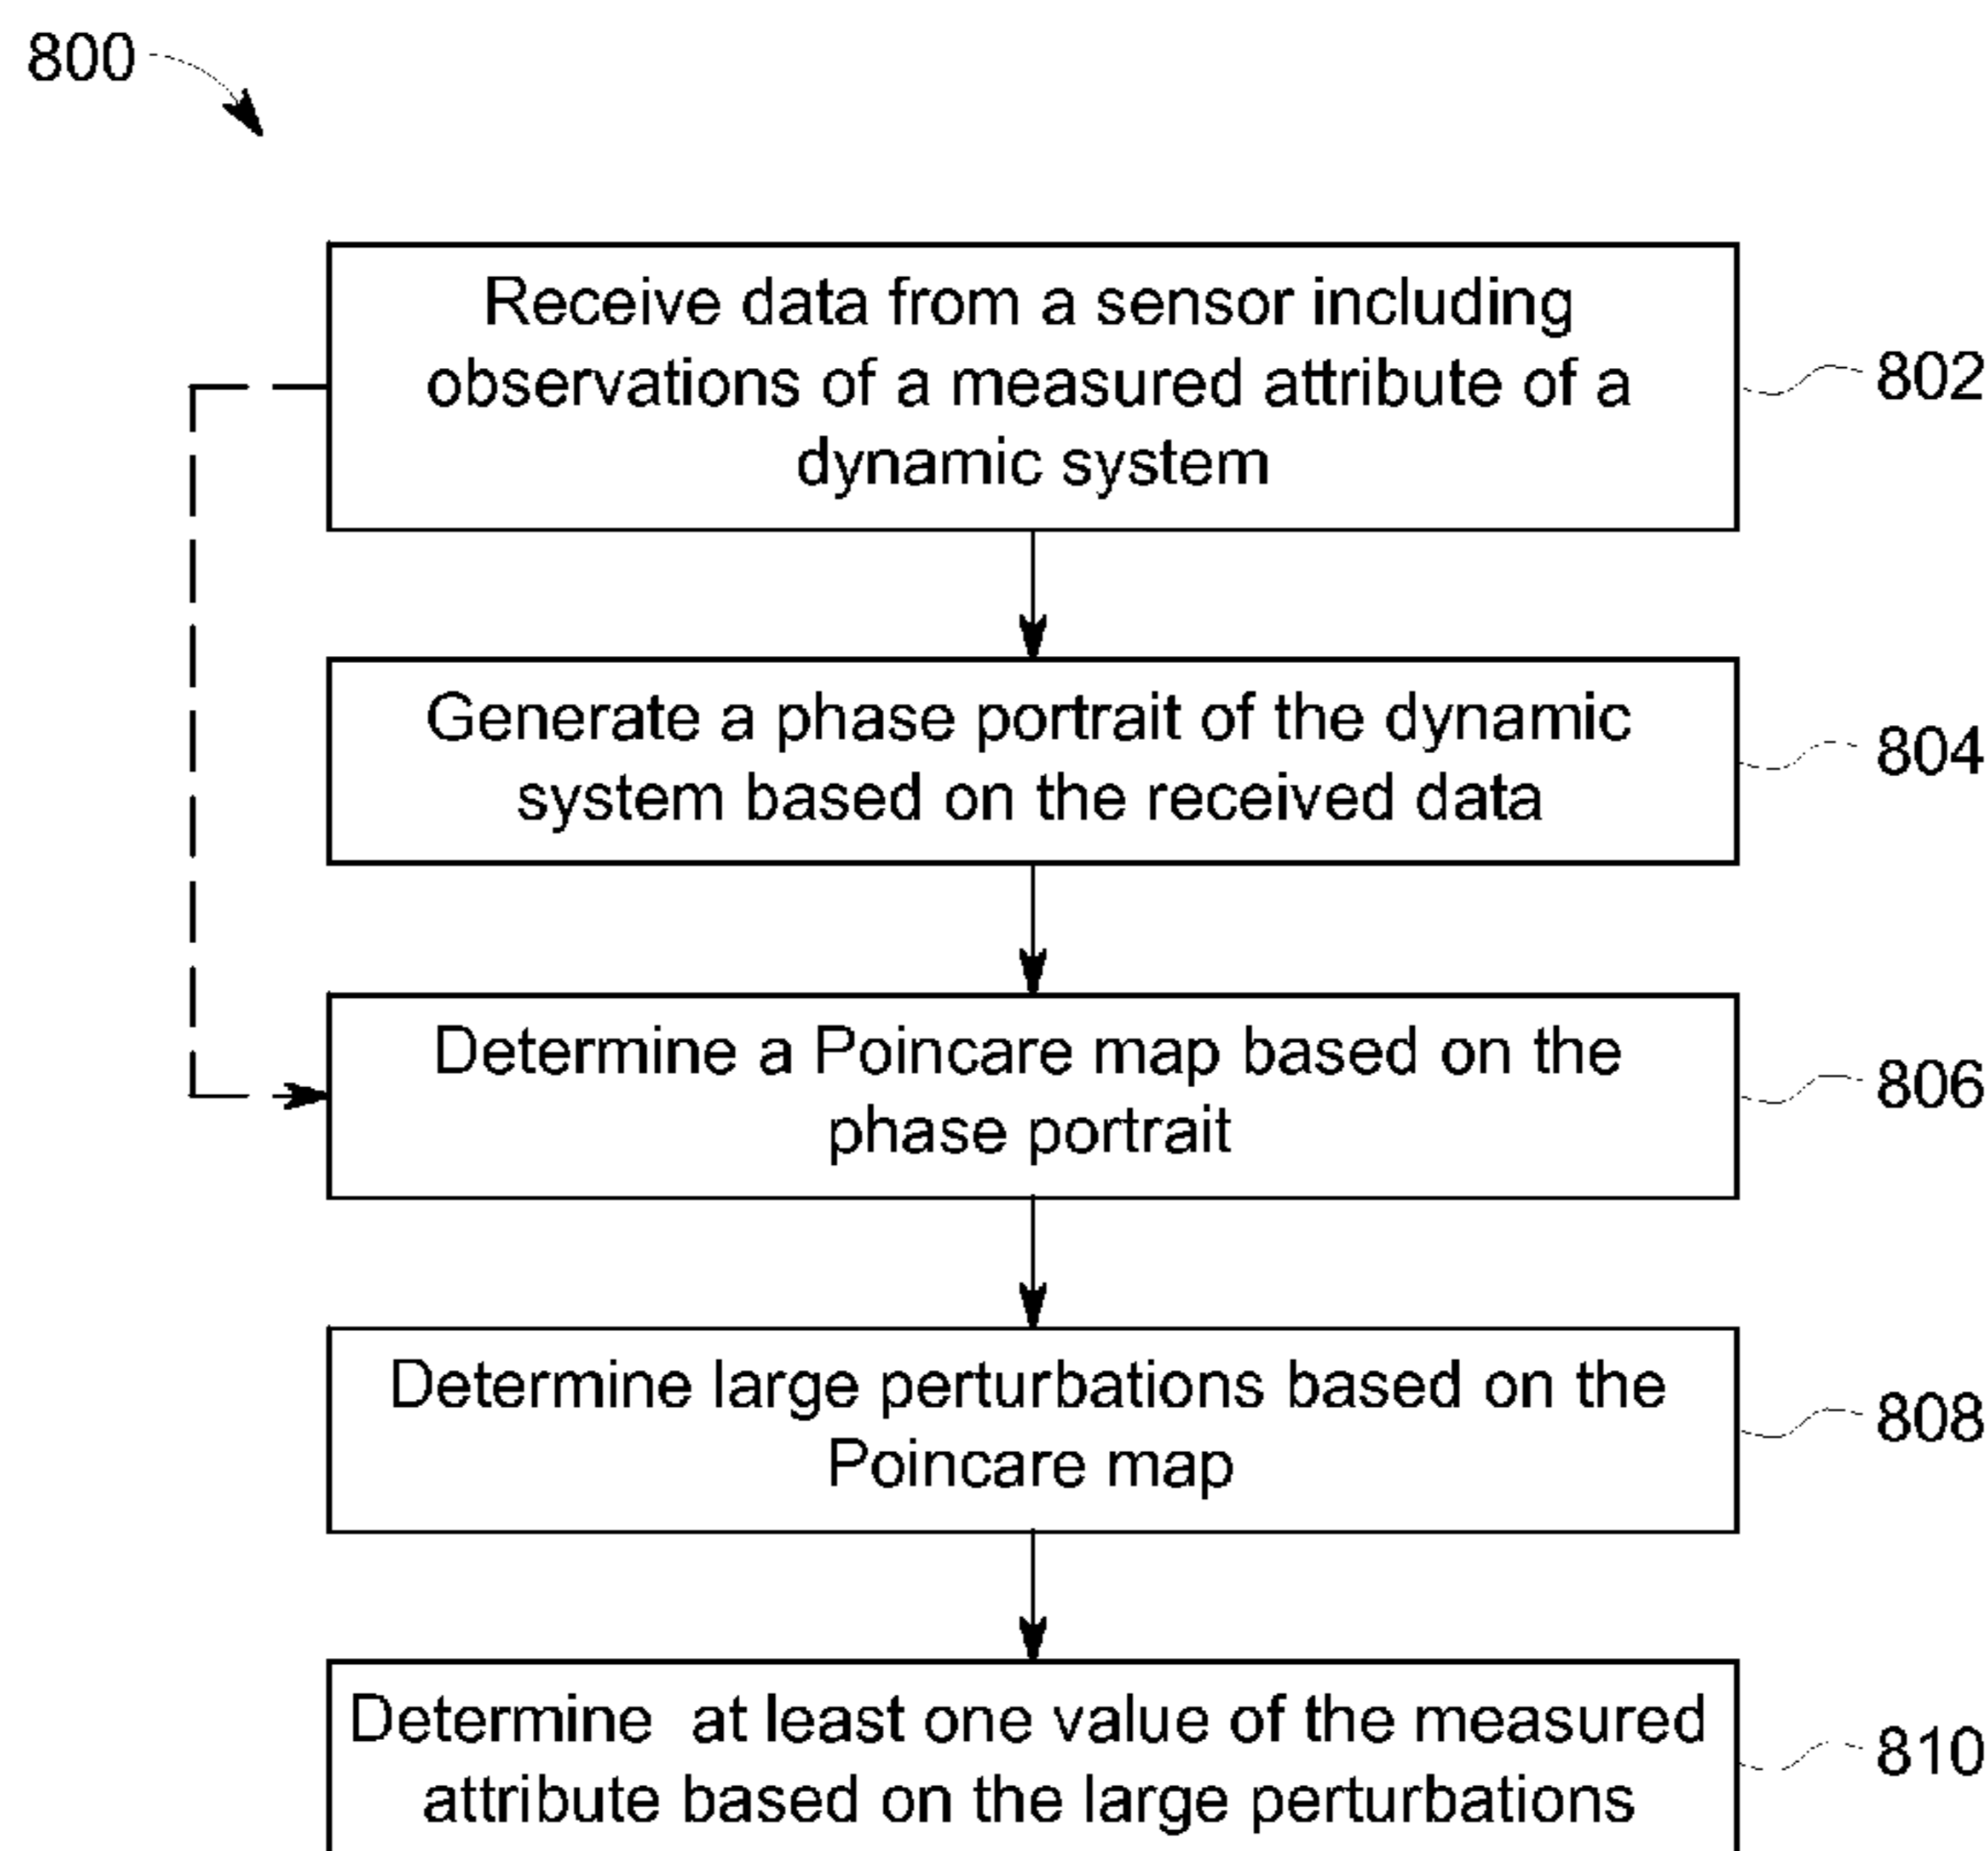 800
Receive data from a sensor including
observations of a measured attribute of a
dynamic system
802
Generate a phase portrait of the dynamic
system based on the received data
804
Determine a Poincare map based on the
phase portrait
806
Determine large perturbations based on the
Poincare map
808
Determine at least one value of the measured
attribute based on the large perturbations
810